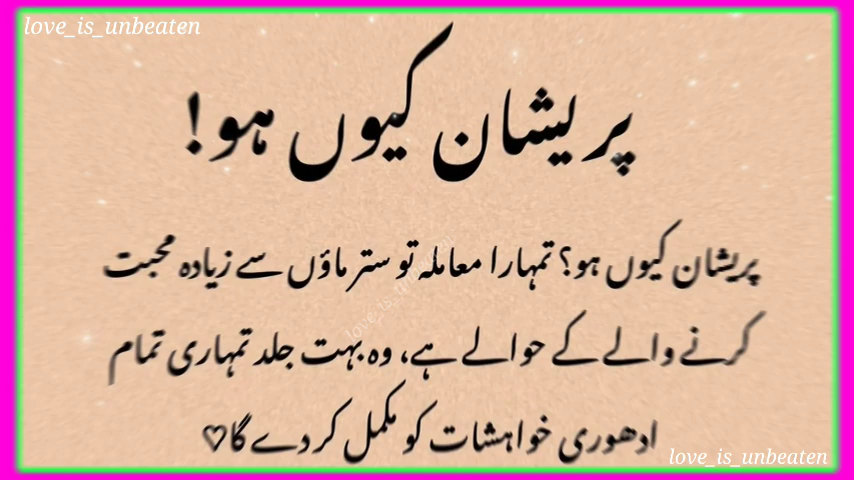 love_is_unbeaten
پریشان کیوں ہو!
پریشان کیوں ہو؟ تمہارا معاملہ تو ستر ماؤں سے زیادہ محبت
کرنے والے کے حوالے ہے، وہ بہت جلد تمہاری تمام
ادھوری خواہشات کو مکمل کر دے گا♡
love_is_unbeaten